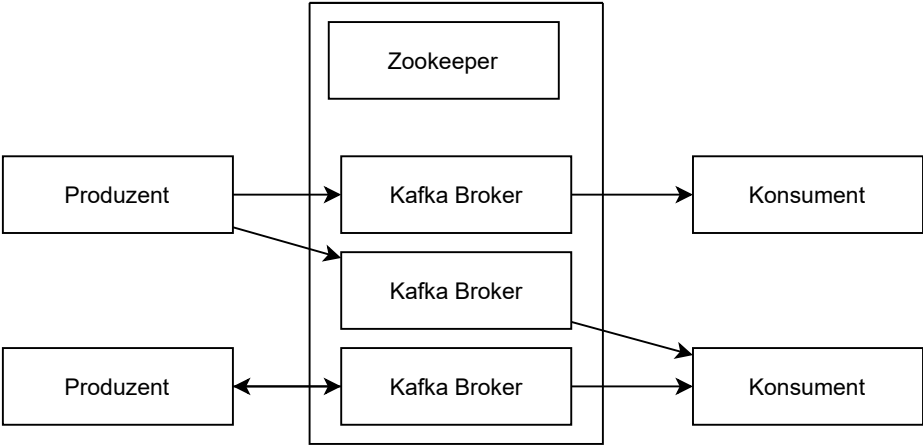 Zookeeper
Produzent
Kafka Broker
Konsument
Kafka Broker
Produzent
Kafka Broker
Konsument